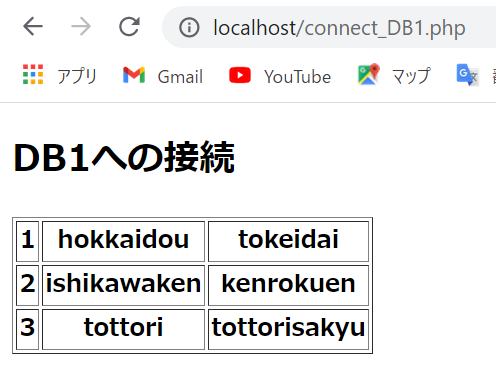 localhost/connect_DB1.php
アプリ Gmail YouTube マップ
DB1への接続
1 hokkaidou tokeidai
2 ishikawaken kenrokuen
3 tottori tottorisakyu